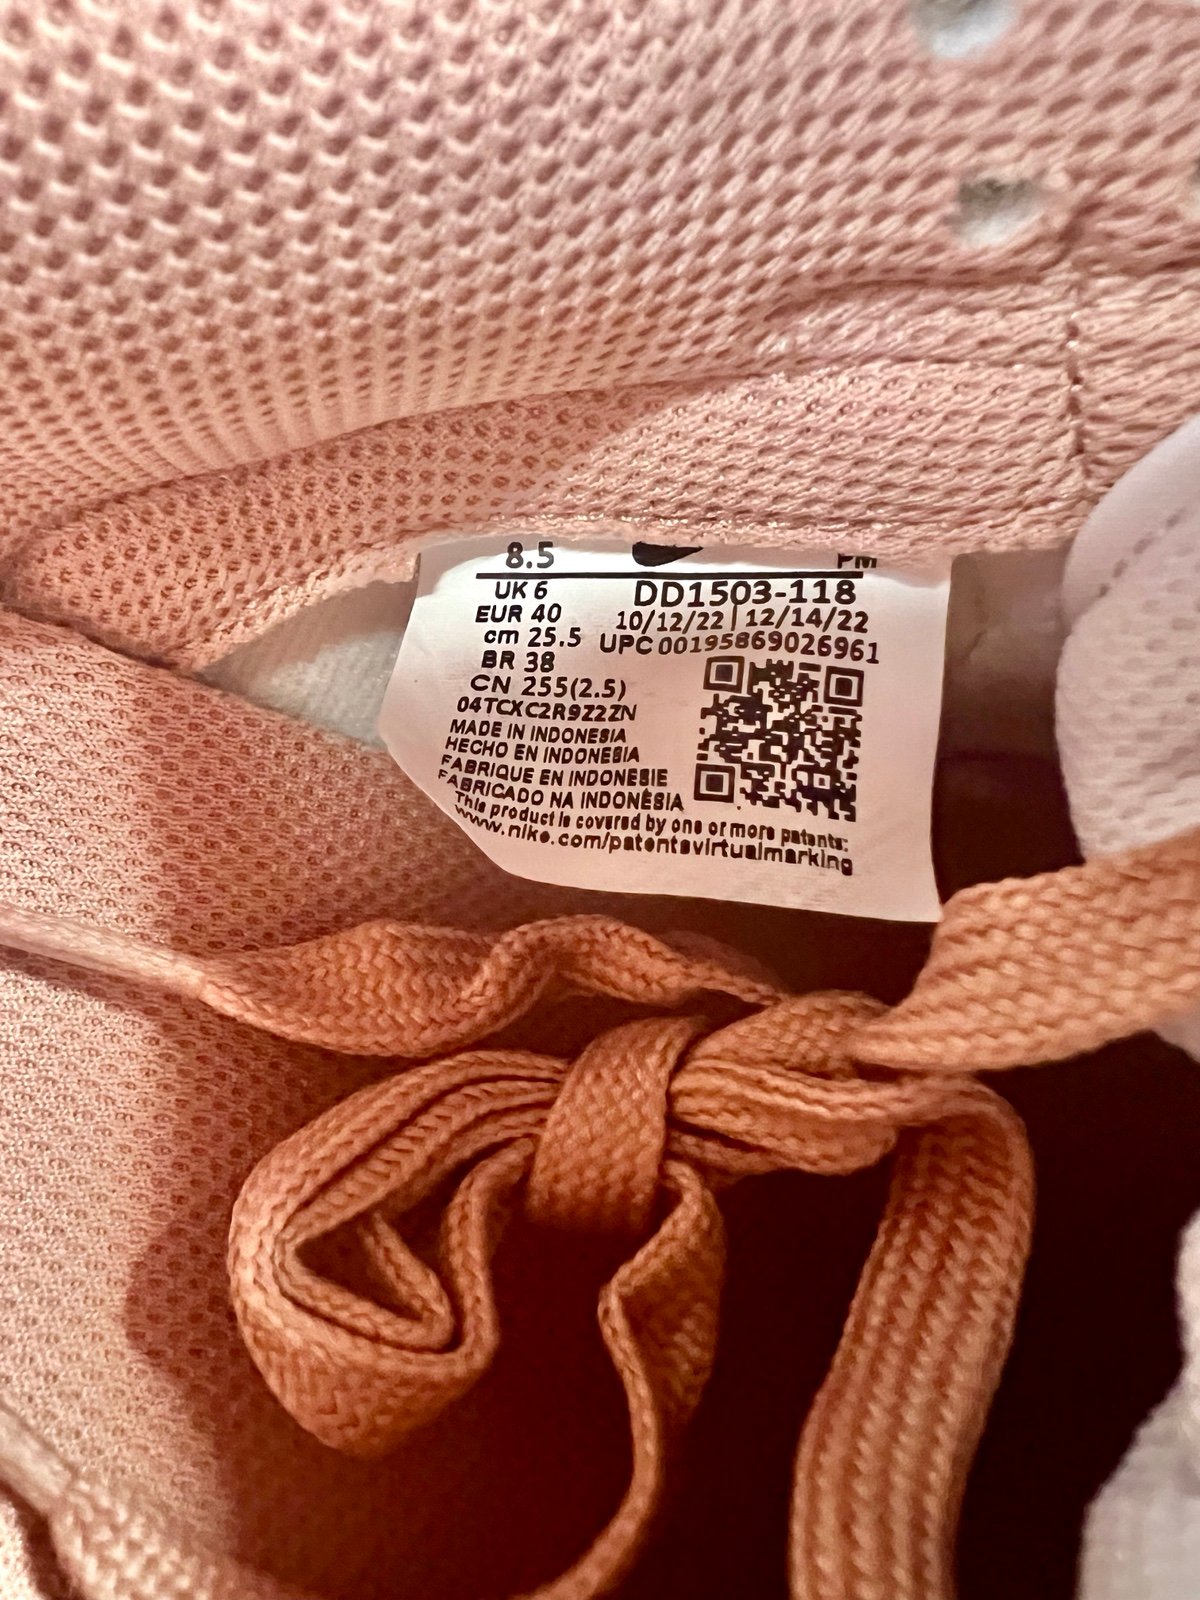 8.5 PM
UK 6 DD1503-118
EUR 40 10/12/22 | 12/14/22
cm 25.5 UPC 00195869026961
BR 38
CN 255(2.5)
04TCXC2R9Z2ZN
MADE IN INDONESIA
HECHO EN INDONESIA
FABRIQUE EN INDONESIE
FABRICADO NA INDONÉSIA
This product is covered by one or more patents:
www.nike.com/patentsvirtualmarking